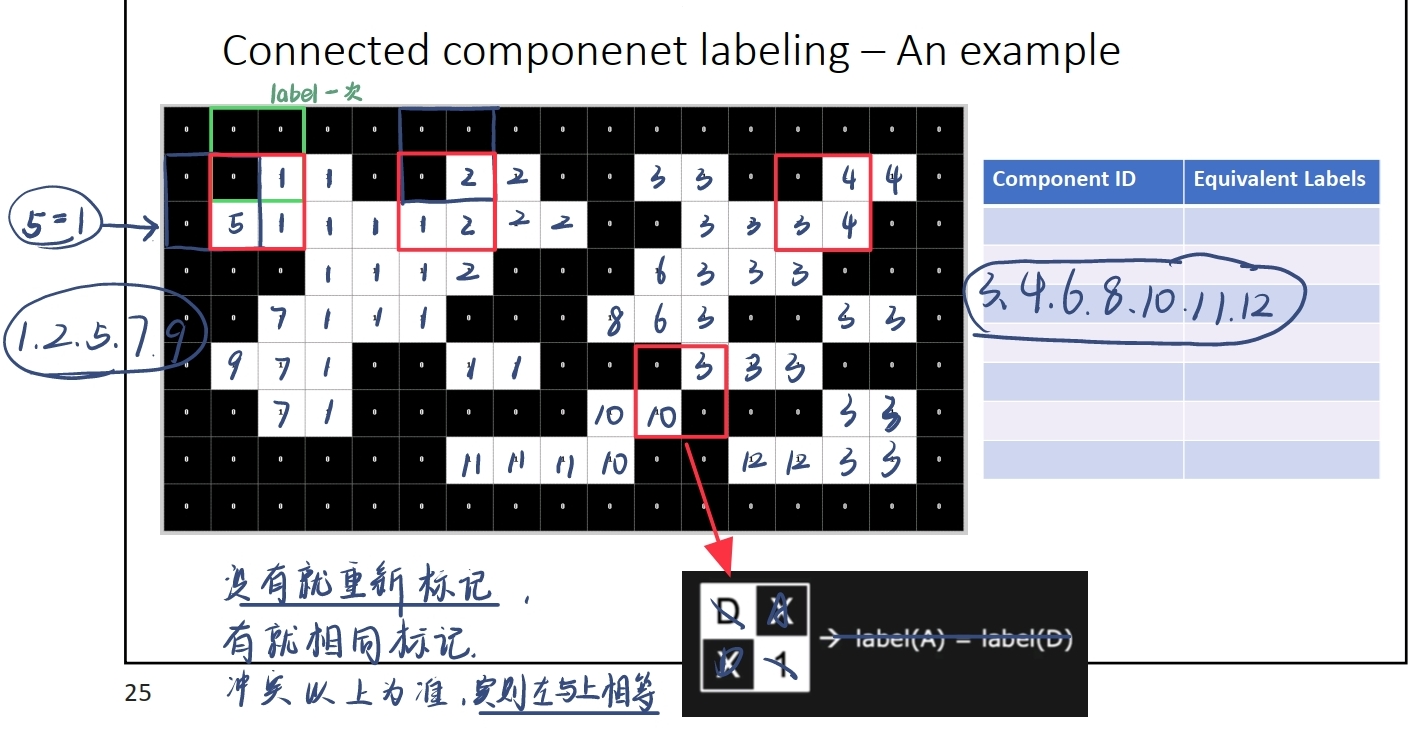 Connected componenet labeling – An example
label 一次
0 0 0 0 0 0 0 0 0 0 0 0 0 0 0 0 0
0 0 1 1 0 0 2 2 0 0 3 3 0 0 4 4 0
0 5 1 1 1 1 2 2 2 0 0 3 3 3 4 0 0
0 0 0 1 1 1 2 0 0 0 6 3 3 3 0 0 0
0 0 7 1 1 1 0 0 0 8 6 3 0 0 3 3 0
0 9 7 1 0 0 1 1 0 0 0 3 3 3 0 0 0
0 0 7 1 0 0 0 0 0 10 10 0 0 0 3 3 0
0 0 0 0 0 0 11 11 11 10 0 0 12 12 3 3 0
0 0 0 0 0 0 0 0 0 0 0 0 0 0 0 0 0
5=1
1.2.5.7.9
Component ID Equivalent Labels
3.4.6.8.10.11.12
没有就重新标记.
有就相同标记.
冲突以上为准,实则左与上相等
D
1
→ label(A) = label(D)
25